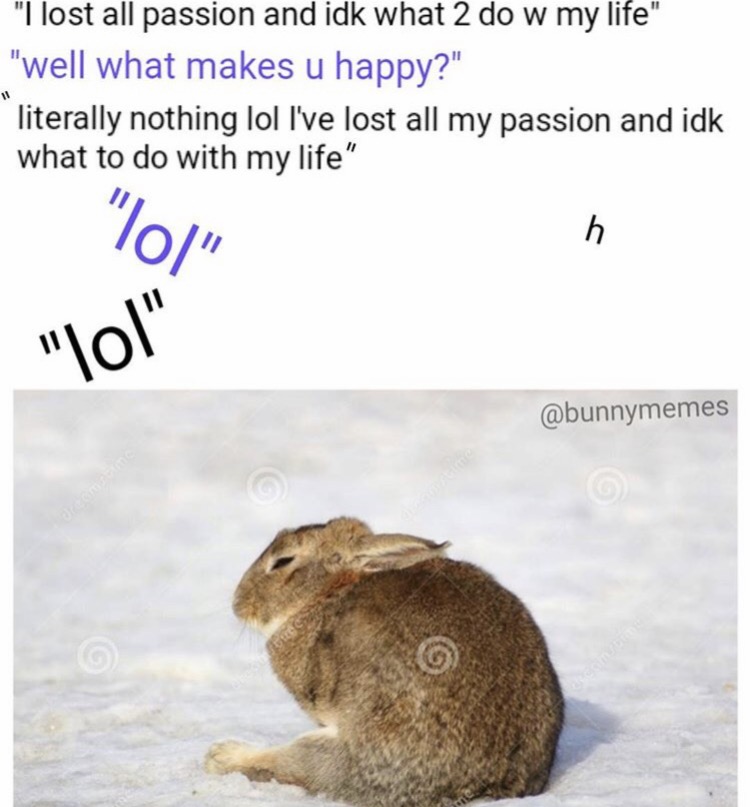 "I lost all passion and idk what 2 do w my life"
"well what makes u happy?"
"literally nothing lol I've lost all my passion and idk
what to do with my life"
"lol"
h
"lol"
@bunnymemes